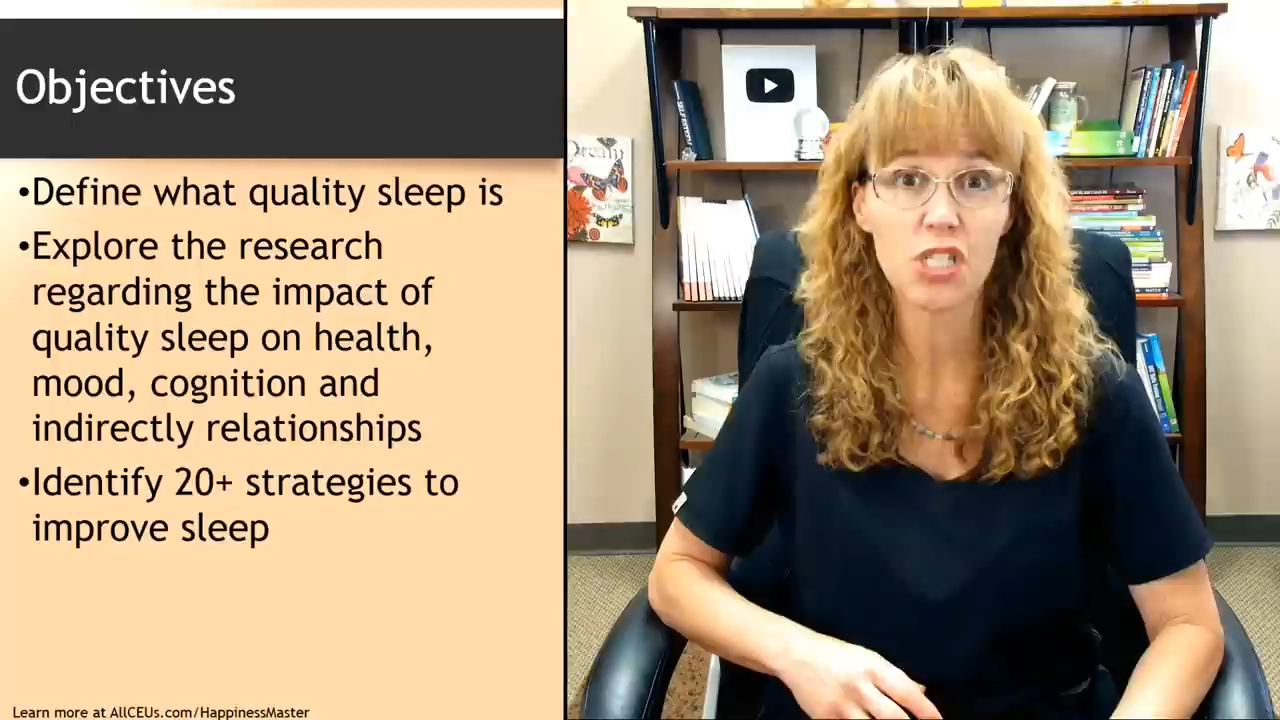 Objectives
•Define what quality sleep is
•Explore the research
regarding the impact of
quality sleep on health,
mood, cognition and
indirectly relationships
•Identify 20+ strategies to
improve sleep
Learn more at AllCEUs.com/HappinessMaster
Dream